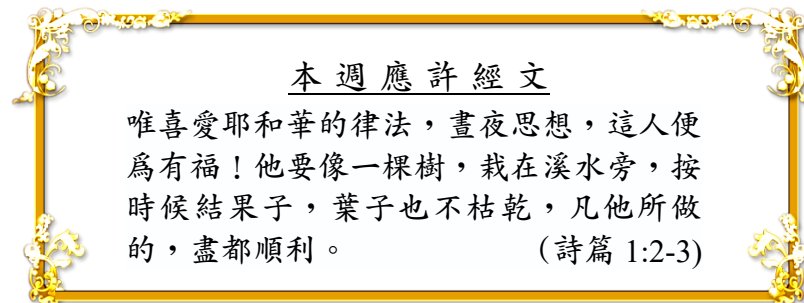 本週應許經文
唯喜愛耶和華的律法，晝夜思想，這人便
為有福！他要像一棵樹，栽在溪水旁，按
時候結果子，葉子也不枯乾，凡他所做
的，盡都順利。 (詩篇 1:2-3)